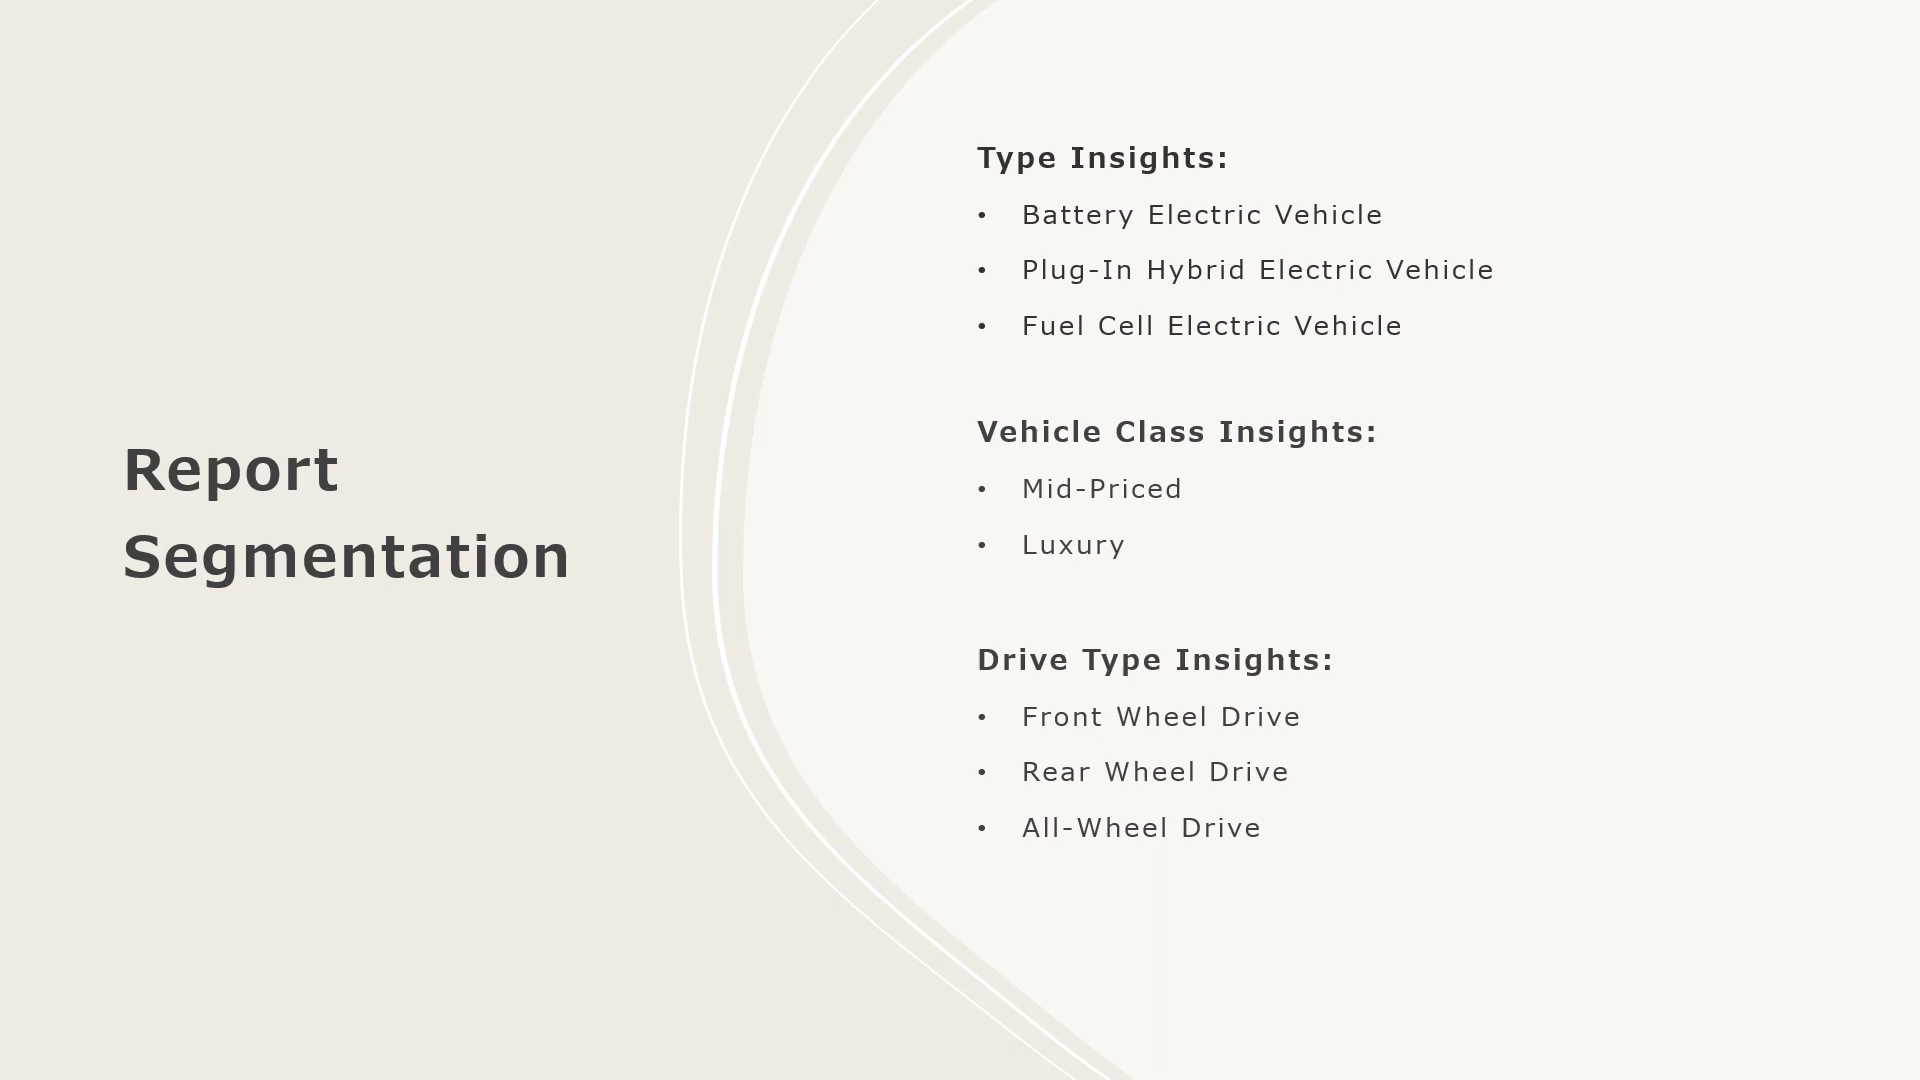 Report
Segmentation
Type Insights:
• Battery Electric Vehicle
• Plug-In Hybrid Electric Vehicle
• Fuel Cell Electric Vehicle
Vehicle Class Insights:
• Mid-Priced
• Luxury
Drive Type Insights:
• Front Wheel Drive
• Rear Wheel Drive
• All-Wheel Drive